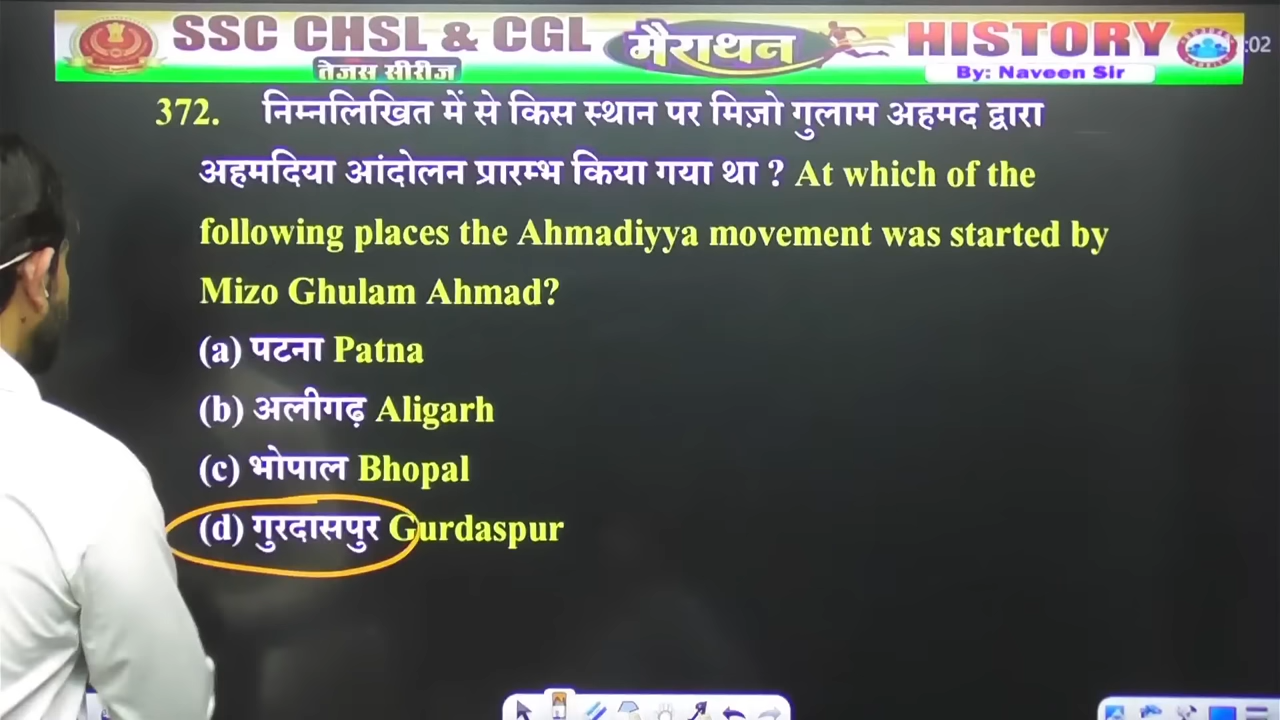 SSC CHSL & CGL मैराथन HISTORY :02
तेजस सीरीज By: Naveen Sir
372. निम्नलिखित में से किस स्थान पर मिज़ो गुलाम अहमद द्वारा
अहमदिया आंदोलन प्रारम्भ किया गया था ? At which of the
following places the Ahmadiyya movement was started by
Mizo Ghulam Ahmad?
(a) पटना Patna
(b) अलीगढ़ Aligarh
(c) भोपाल Bhopal
(d) गुरदासपुर Gurdaspur